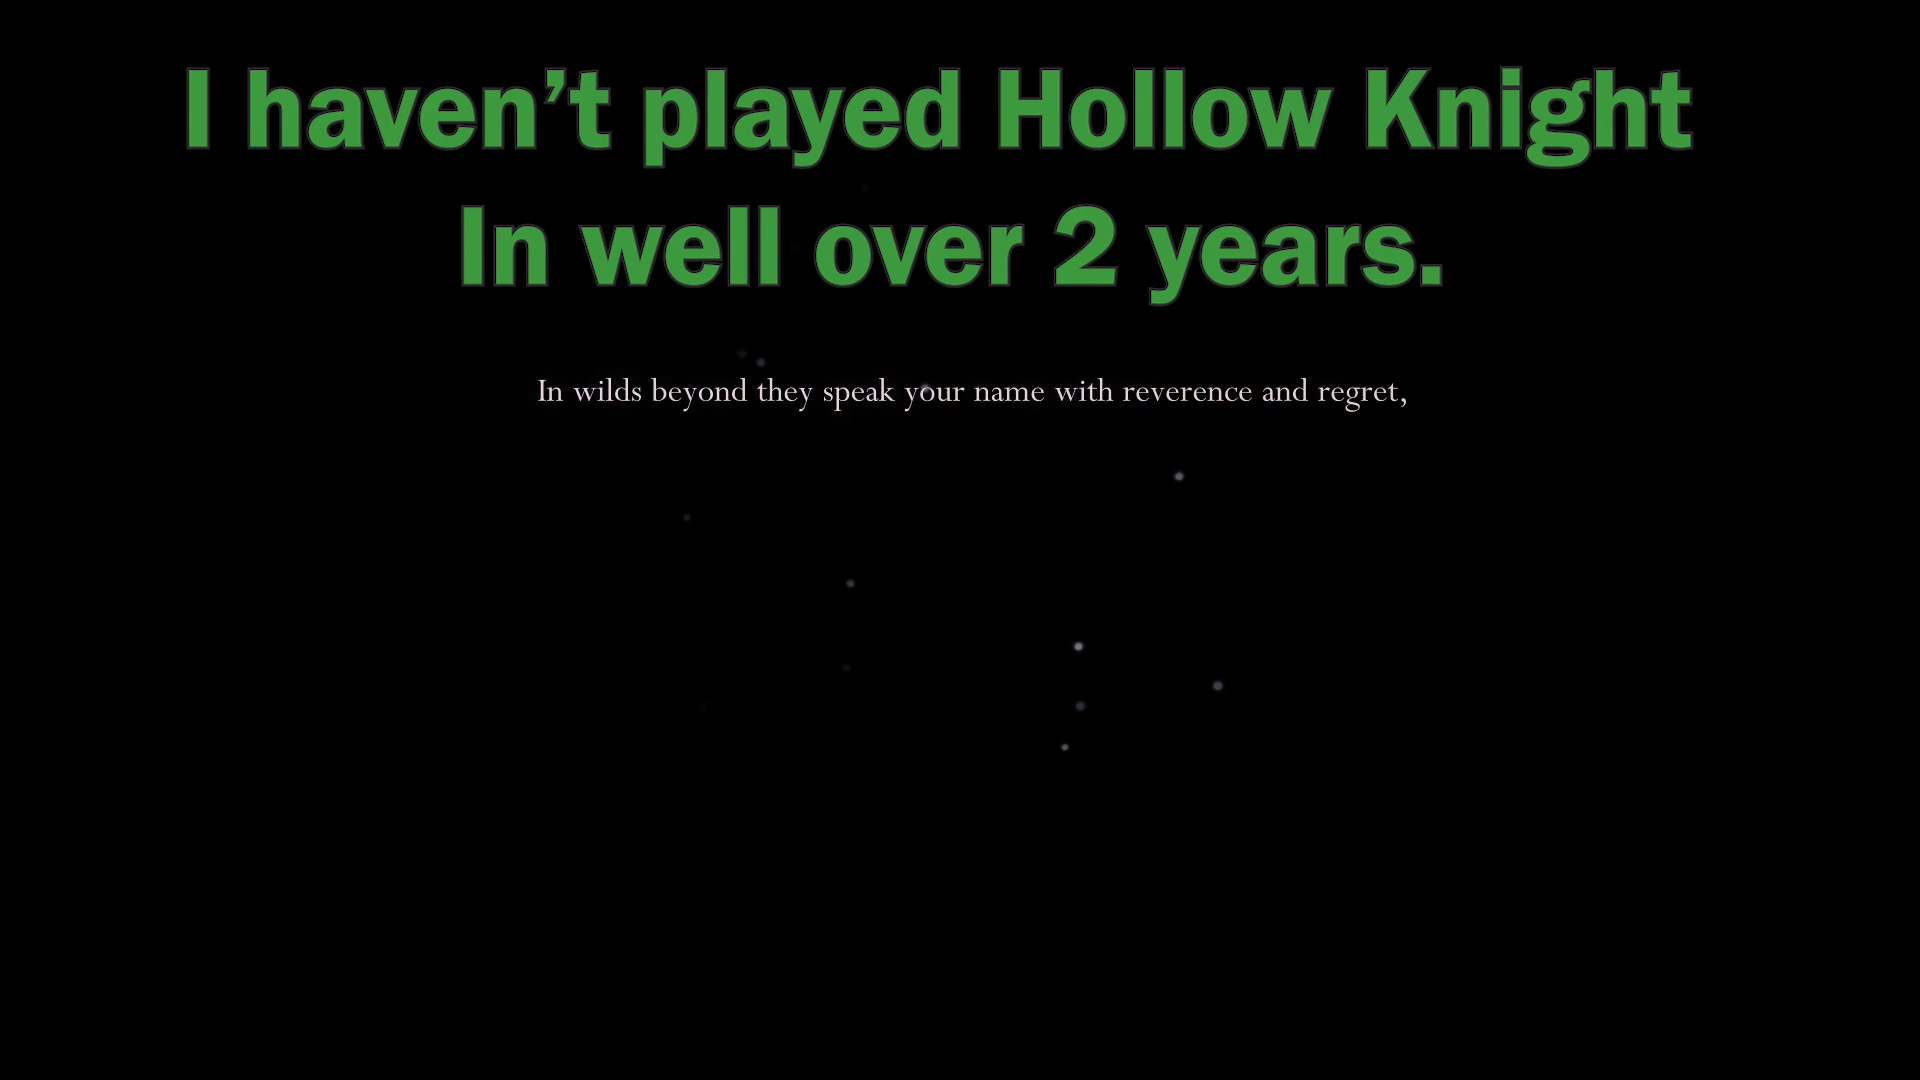 I haven’t played Hollow Knight
In well over 2 years.
In wilds beyond they speak your name with reverence and regret,